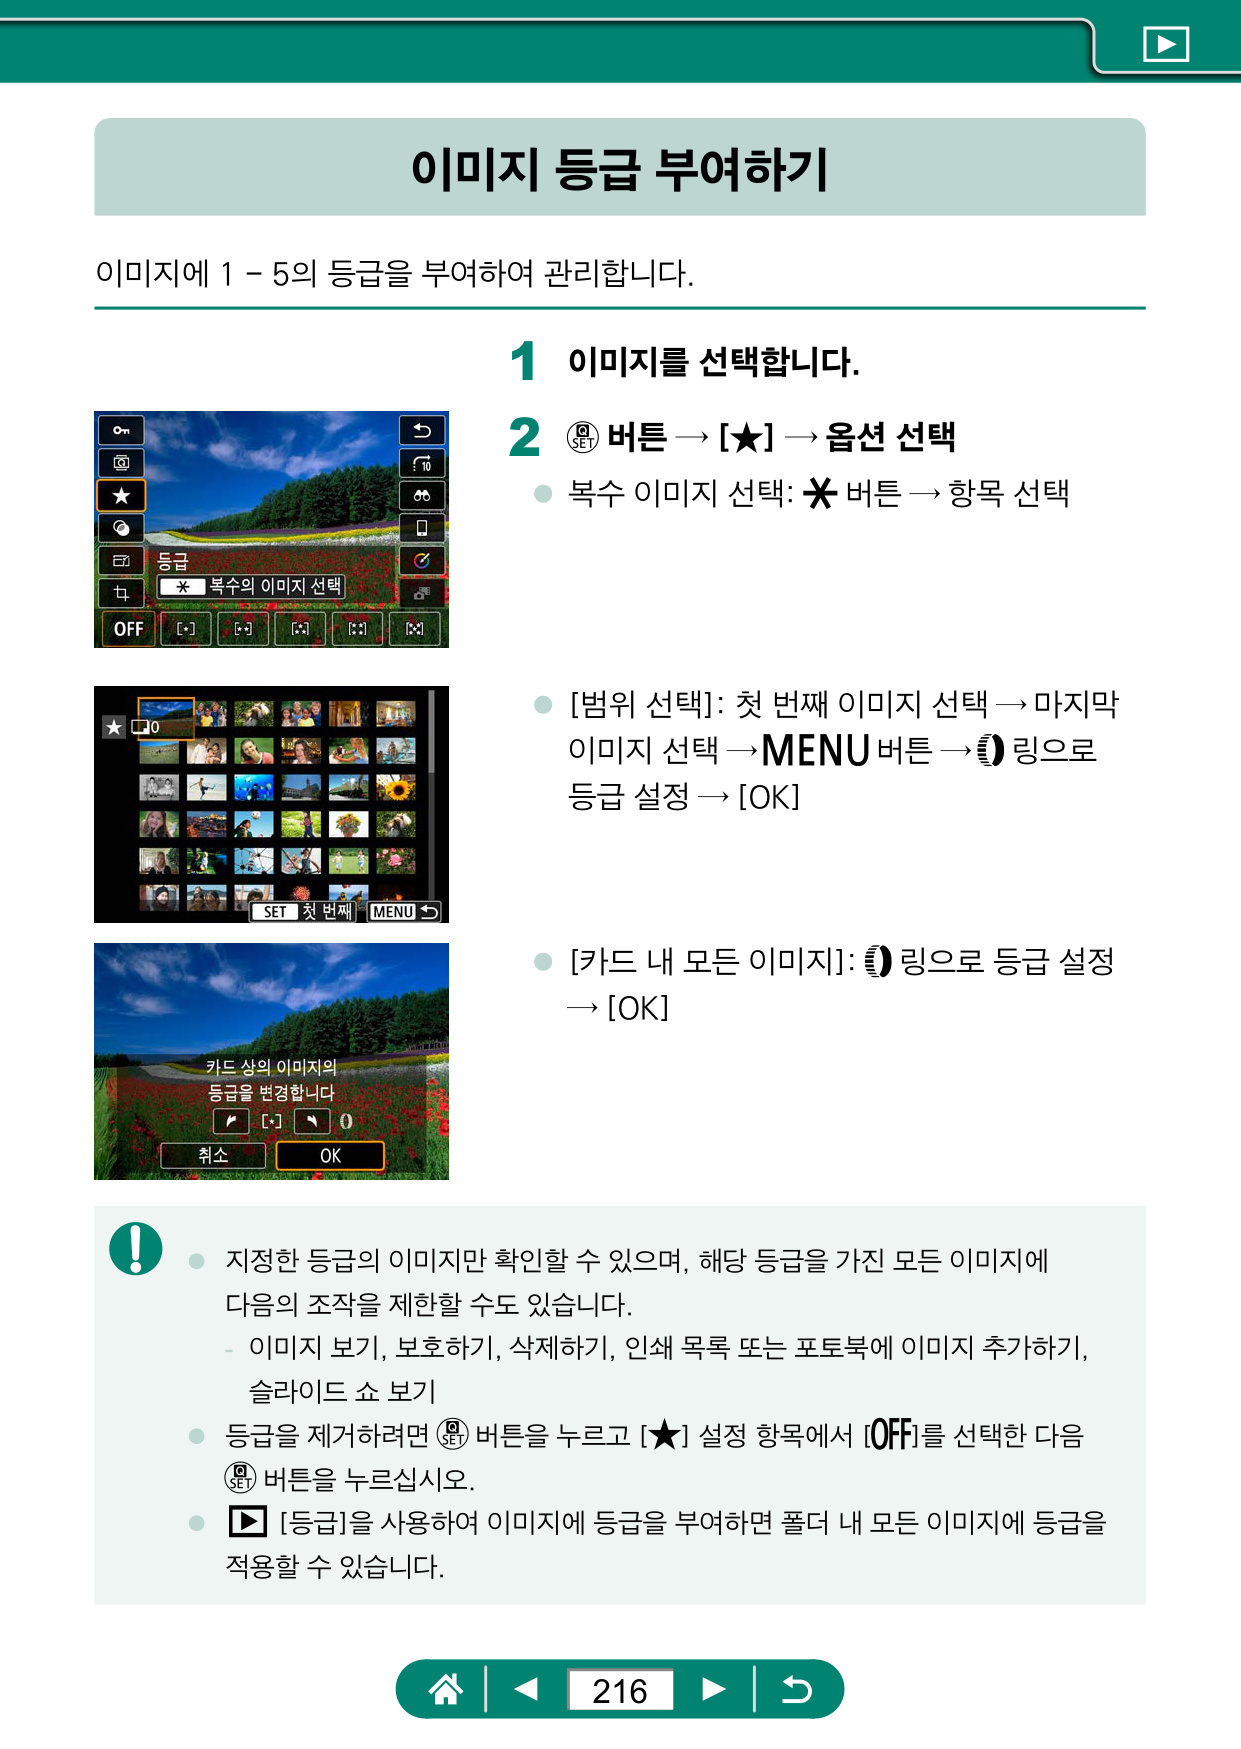 이미지 등급 부여하기
이미지에 1 – 5의 등급을 부여하여 관리합니다.
1 이미지를 선택합니다.
2 Q SET 버튼 → [★] → 옵션 선택
● 복수 이미지 선택: ✱ 버튼 → 항목 선택
10
등급
✱ 복수의 이미지 선택
OFF
● [범위 선택]: 첫 번째 이미지 선택 → 마지막
이미지 선택 → MENU 버튼 → 링으로
등급 설정 → [OK]
★ 0
SET 첫 번째 MENU
● [카드 내 모든 이미지]: 링으로 등급 설정
→ [OK]
카드 상의 이미지의
등급을 변경합니다
취소 OK
● 지정한 등급의 이미지만 확인할 수 있으며, 해당 등급을 가진 모든 이미지에
다음의 조작을 제한할 수도 있습니다.
- 이미지 보기, 보호하기, 삭제하기, 인쇄 목록 또는 포토북에 이미지 추가하기,
슬라이드 쇼 보기
● 등급을 제거하려면 Q SET 버튼을 누르고 [★] 설정 항목에서 [OFF]를 선택한 다음
Q SET 버튼을 누르십시오.
● ▶ [등급]을 사용하여 이미지에 등급을 부여하면 폴더 내 모든 이미지에 등급을
적용할 수 있습니다.
216